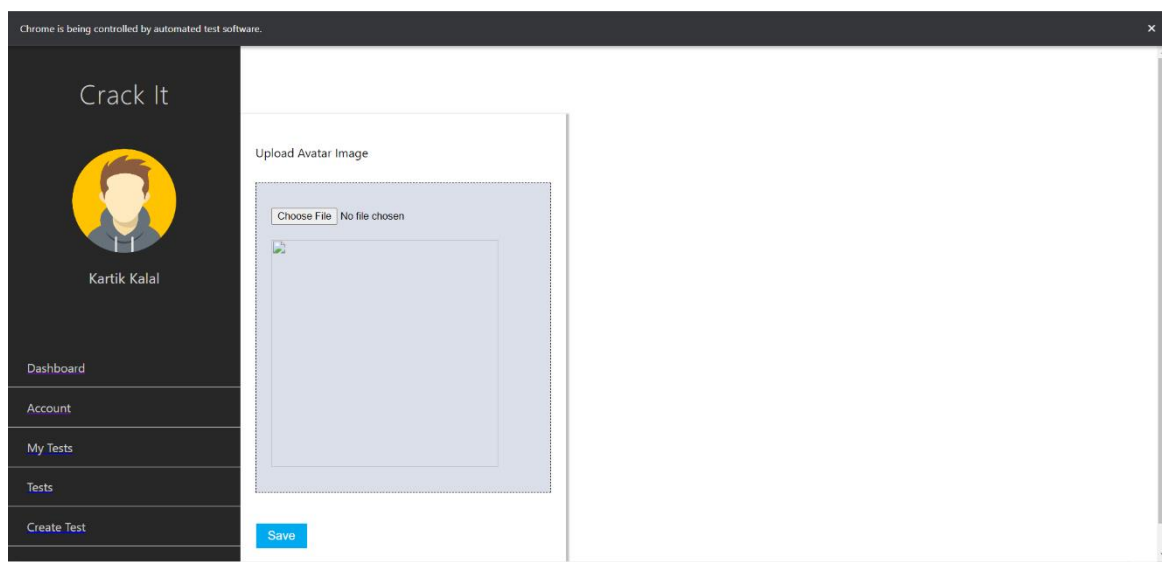 Chrome is being controlled by automated test software.
Crack It
Kartik Kalal
Dashboard
Account
My Tests
Tests
Create Test
Upload Avatar Image
Choose File No file chosen
Save